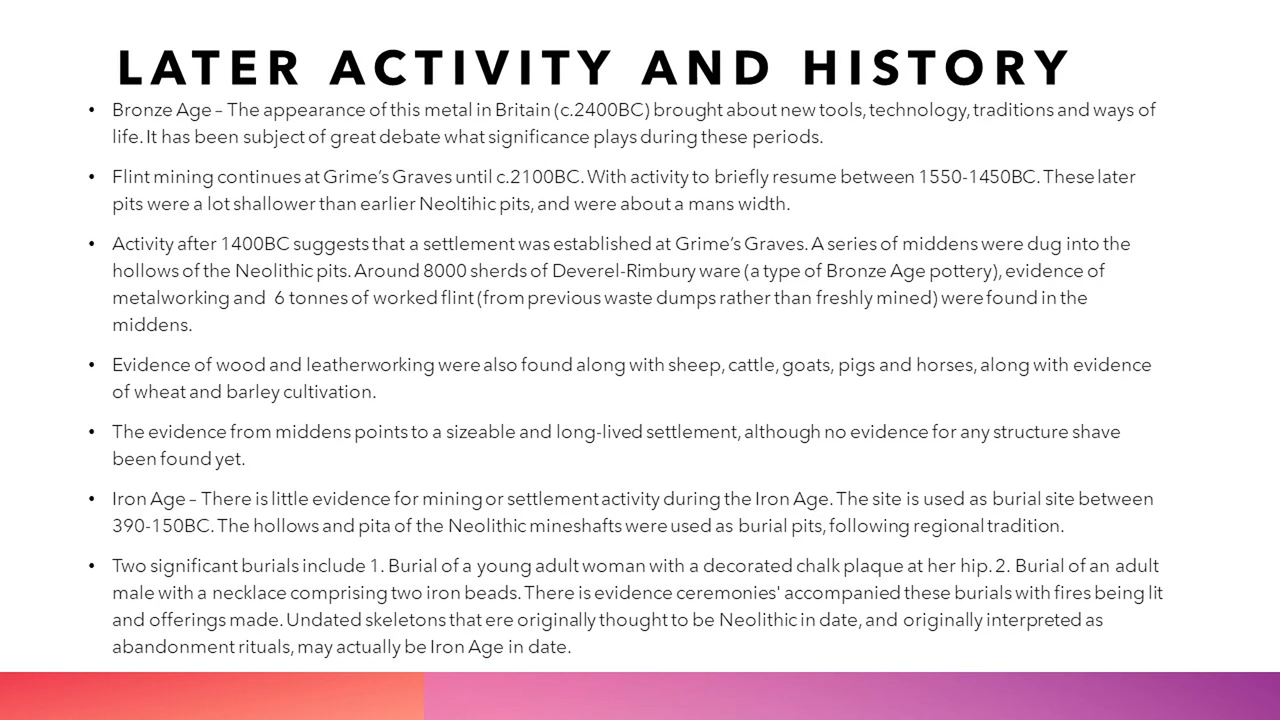 LATER ACTIVITY AND HISTORY
• Bronze Age – The appearance of this metal in Britain (c.2400BC) brought about new tools, technology, traditions and ways of
life. It has been subject of great debate what significance plays during these periods.
• Flint mining continues at Grime's Graves until c.2100BC. With activity to briefly resume between 1550-1450BC. These later
pits were a lot shallower than earlier Neoltihic pits, and were about a mans width.
• Activity after 1400BC suggests that a settlement was established at Grime's Graves. A series of middens were dug into the
hollows of the Neolithic pits. Around 8000 sherds of Deverel-Rimbury ware (a type of Bronze Age pottery), evidence of
metalworking and 6 tonnes of worked flint (from previous waste dumps rather than freshly mined) were found in the
middens.
• Evidence of wood and leatherworking were also found along with sheep, cattle, goats, pigs and horses, along with evidence
of wheat and barley cultivation.
• The evidence from middens points to a sizeable and long-lived settlement, although no evidence for any structure shave
been found yet.
• Iron Age – There is little evidence for mining or settlement activity during the Iron Age. The site is used as burial site between
390-150BC. The hollows and pita of the Neolithic mineshafts were used as burial pits, following regional tradition.
• Two significant burials include 1. Burial of a young adult woman with a decorated chalk plaque at her hip. 2. Burial of an adult
male with a necklace comprising two iron beads. There is evidence ceremonies' accompanied these burials with fires being lit
and offerings made. Undated skeletons that ere originally thought to be Neolithic in date, and originally interpreted as
abandonment rituals, may actually be Iron Age in date.